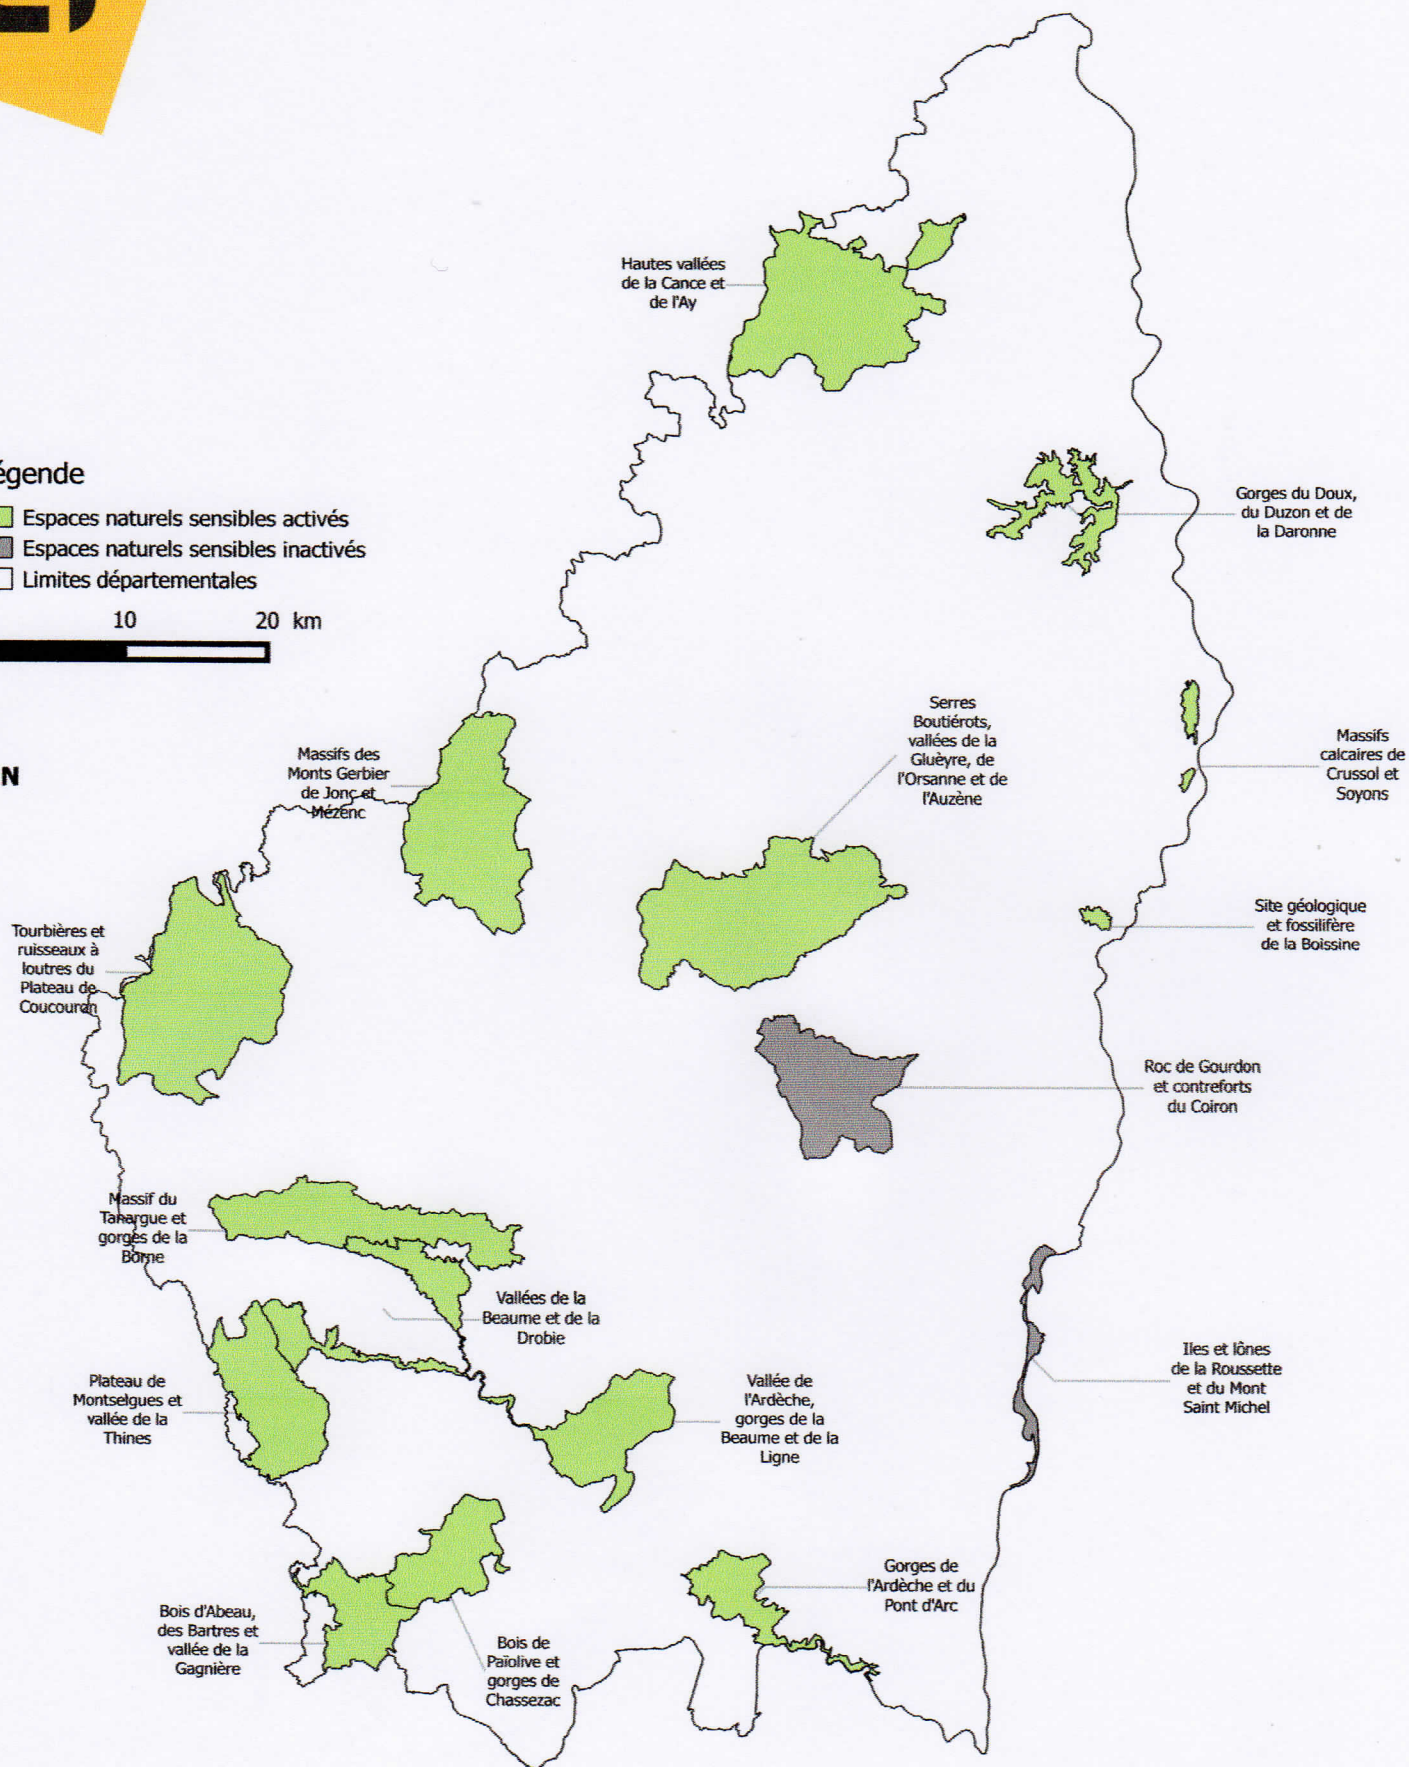 Hautes vallées
de la Cance et
de l'Ay
égende
Espaces naturels sensibles activés
Espaces naturels sensibles inactivés
Limites départementales
10 20 km
Gorges du Doux,
du Duzon et de
la Daronne
N
Massifs des
Monts Gerbier
de Jonc et
Mézenc
Serres
Boutiérots,
vallées de la
Gluèyre, de
l'Orsanne et de
l'Auzène
Massifs
calcaires de
Crussol et
Soyons
Tourbières et
ruisseaux à
loutres du
Plateau de
Coucouron
Site géologique
et fossilifère
de la Boissine
Roc de Gourdon
et contreforts
du Coiron
Massif du
Tanargue et
gorges de la
Borne
Vallées de la
Beaume et de la
Drobie
Iles et lônes
de la Roussette
et du Mont
Saint Michel
Plateau de
Montselgues et
vallée de la
Thines
Vallée de
l'Ardèche,
gorges de la
Beaume et de la
Ligne
Gorges de
l'Ardèche et du
Pont d'Arc
Bois d'Abeau,
des Bartres et
vallée de la
Gagnière
Bois de
Païolive et
gorges de
Chassezac